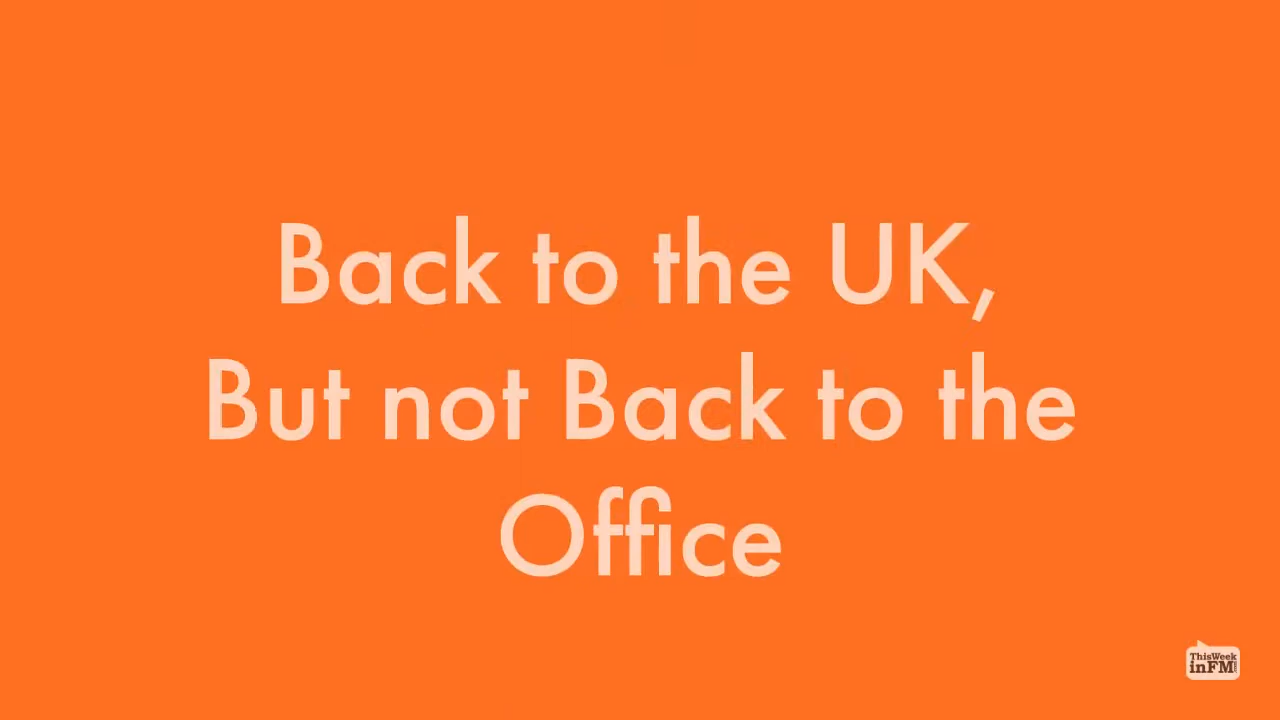 Back to the UK,
But not Back to the
Office
ThisWeek
inFM